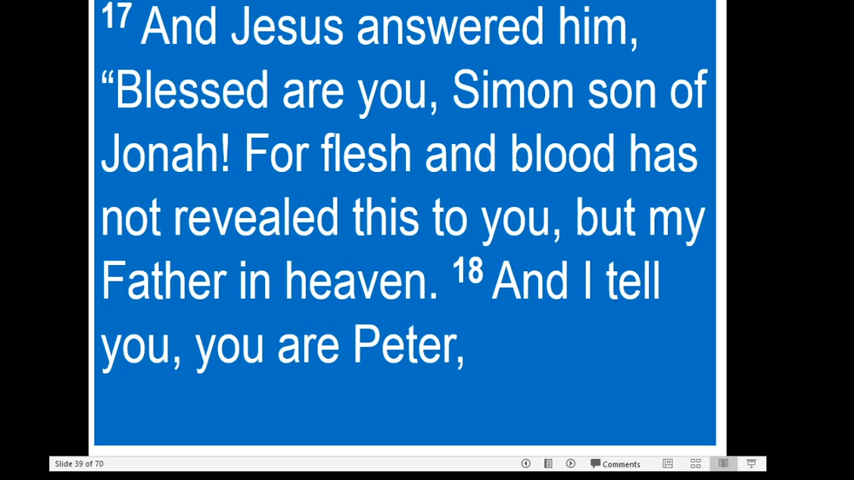 17 And Jesus answered him,
“Blessed are you, Simon son of
Jonah! For flesh and blood has
not revealed this to you, but my
Father in heaven. 18 And I tell
you, you are Peter,
Slide 39 of 70
Comments